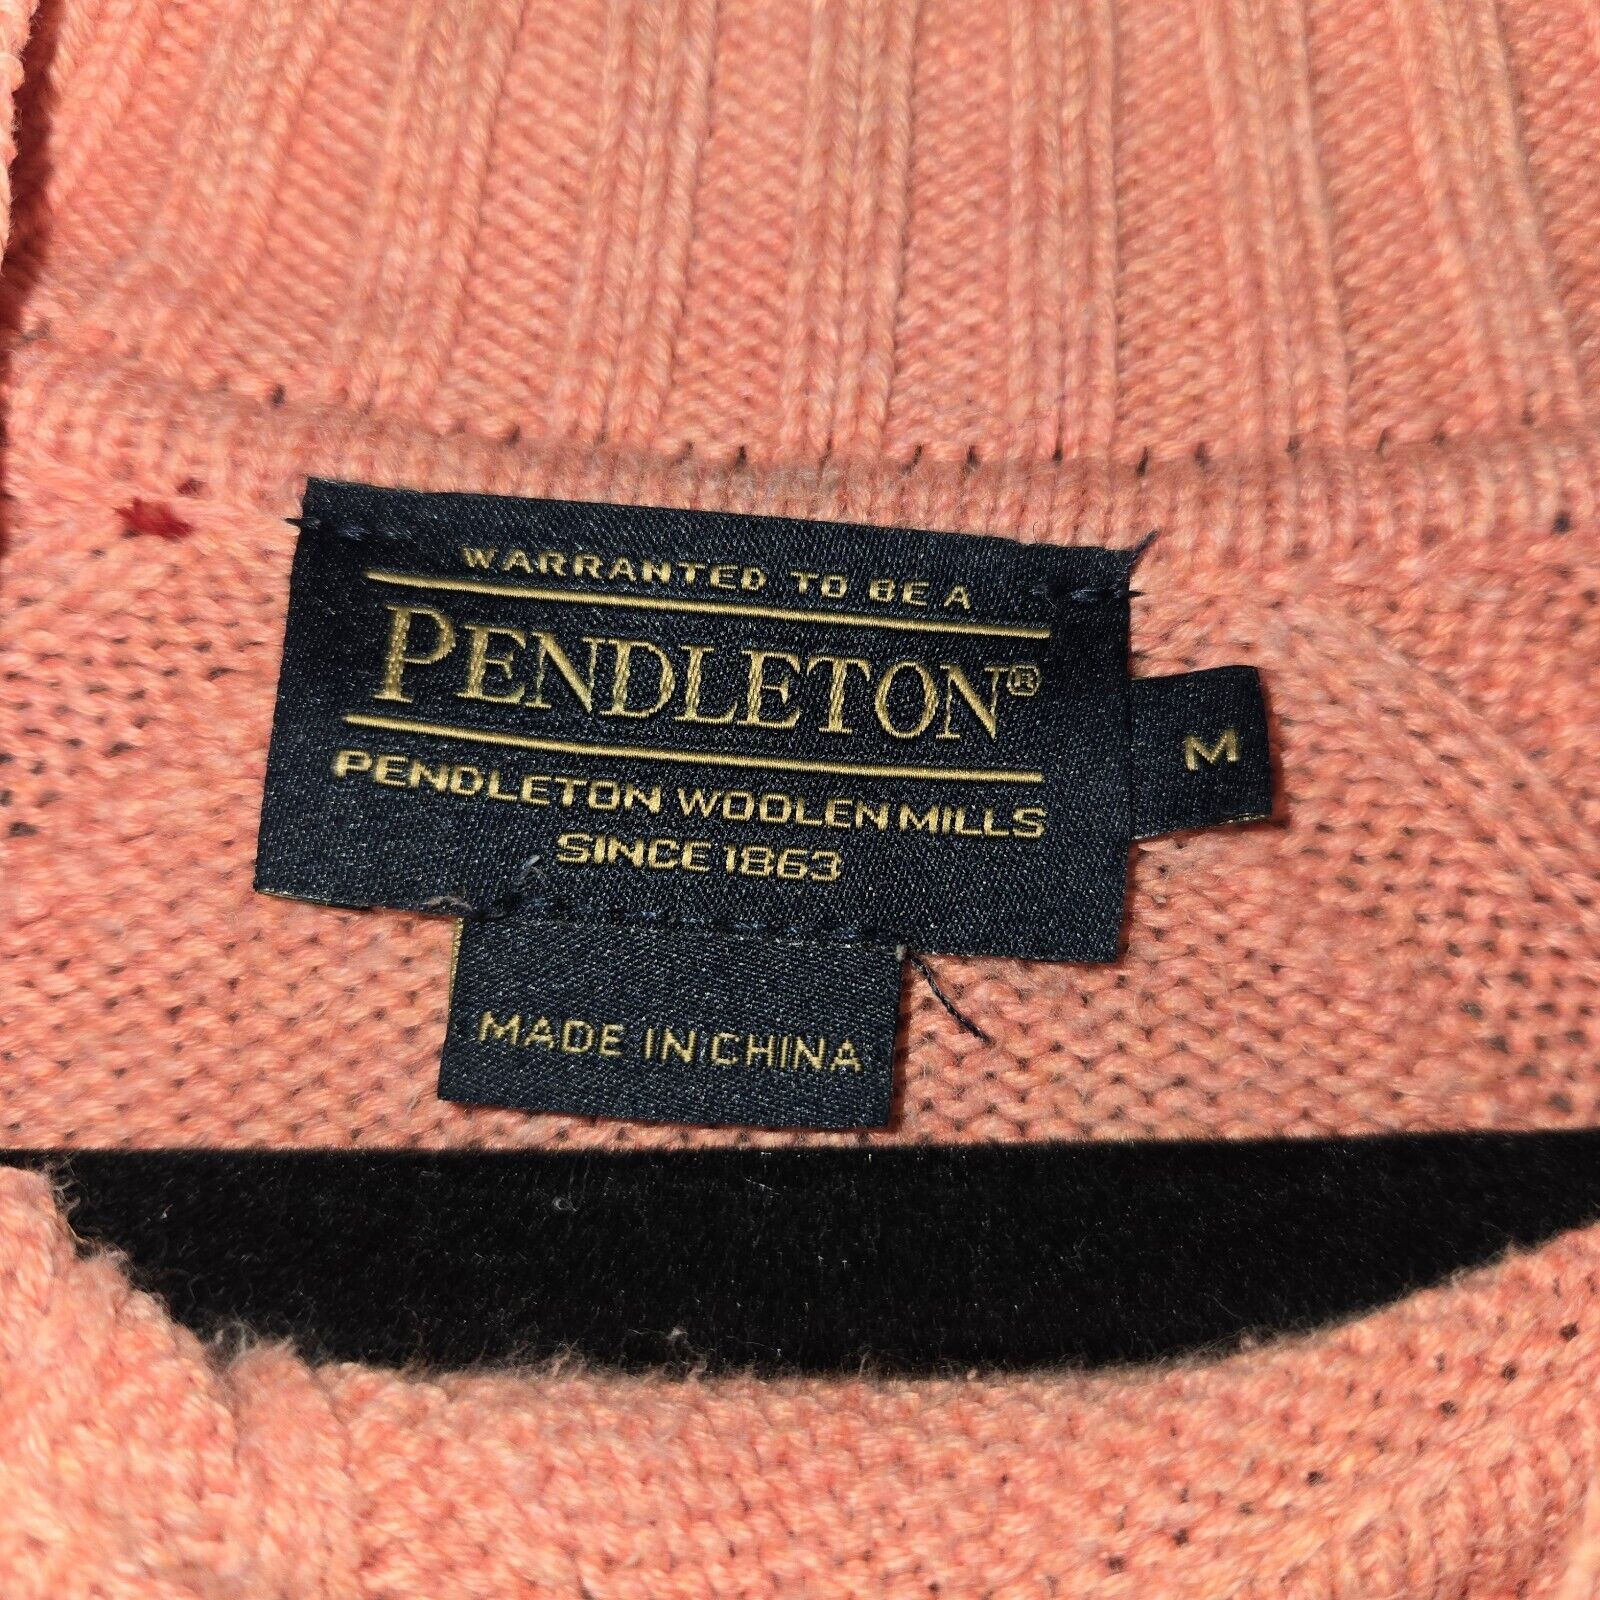 WARRANTED TO BE A
PENDLETON®
PENDLETON WOOLEN MILLS
SINCE 1863
M
MADE IN CHINA